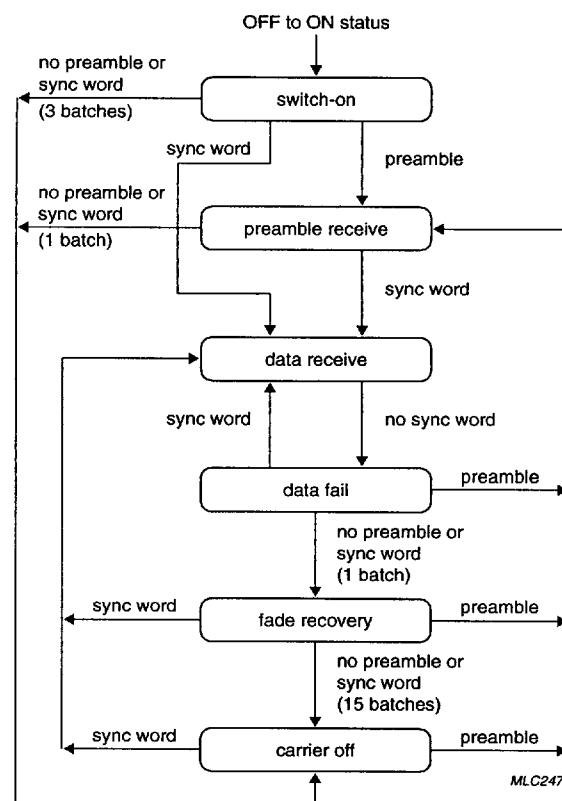 OFF to ON status
no preamble or
sync word
(3 batches)
switch-on
sync word
preamble
no preamble or
sync word
(1 batch)
preamble receive
sync word
data receive
sync word
no sync word
data fail
preamble
no preamble or
sync word
(1 batch)
sync word
fade recovery
preamble
no preamble or
sync word
(15 batches)
sync word
carrier off
preamble
MLC247